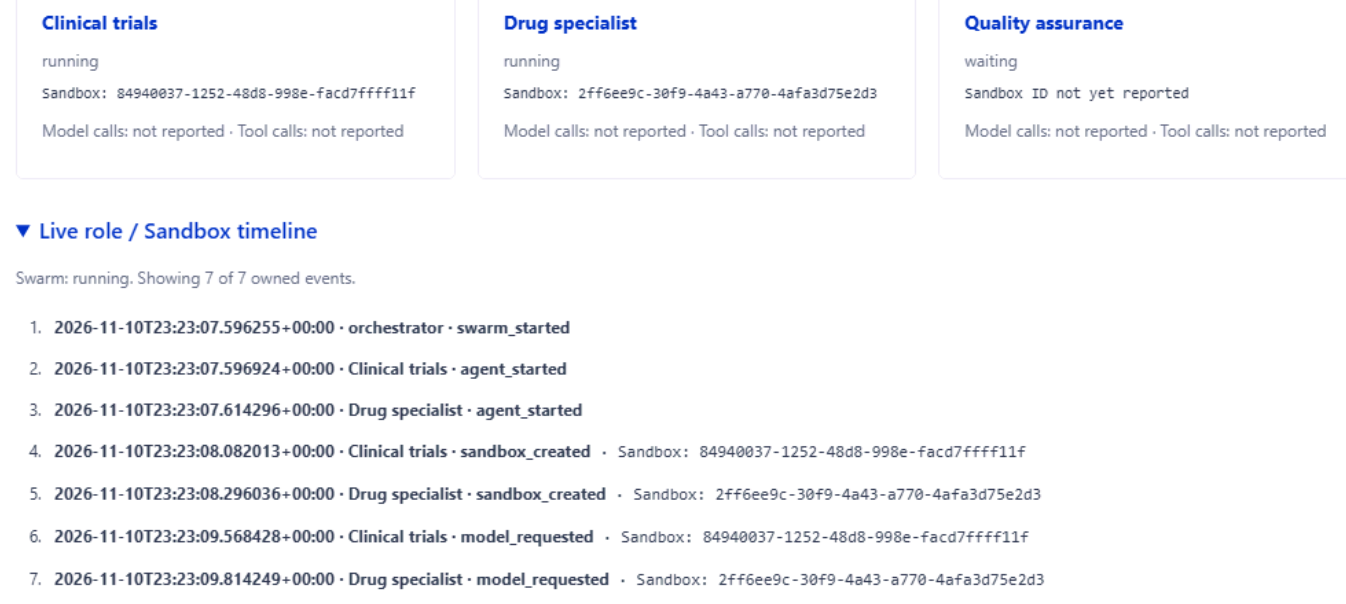 Clinical trials
running
Sandbox: 84940037-1252-48d8-998e-facd7ffff11f
Model calls: not reported · Tool calls: not reported
Drug specialist
running
Sandbox: 2ff6ee9c-30f9-4a43-a770-4afa3d75e2d3
Model calls: not reported · Tool calls: not reported
Quality assurance
waiting
Sandbox ID not yet reported
Model calls: not reported · Tool calls: not reported
▼ Live role / Sandbox timeline
Swarm: running. Showing 7 of 7 owned events.
1. 2026-11-10T23:23:07.596255+00:00 · orchestrator · swarm_started
2. 2026-11-10T23:23:07.596924+00:00 · Clinical trials · agent_started
3. 2026-11-10T23:23:07.614296+00:00 · Drug specialist · agent_started
4. 2026-11-10T23:23:08.082013+00:00 · Clinical trials · sandbox_created · Sandbox: 84940037-1252-48d8-998e-facd7ffff11f
5. 2026-11-10T23:23:08.296036+00:00 · Drug specialist · sandbox_created · Sandbox: 2ff6ee9c-30f9-4a43-a770-4afa3d75e2d3
6. 2026-11-10T23:23:09.568428+00:00 · Clinical trials · model_requested · Sandbox: 84940037-1252-48d8-998e-facd7ffff11f
7. 2026-11-10T23:23:09.814249+00:00 · Drug specialist · model_requested · Sandbox: 2ff6ee9c-30f9-4a43-a770-4afa3d75e2d3